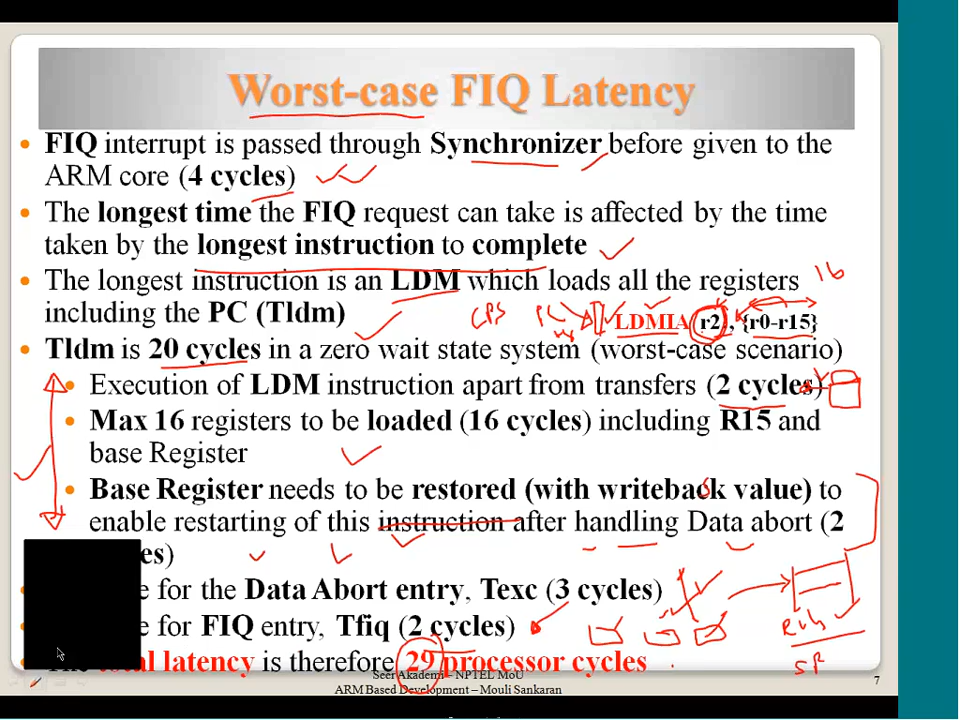 Worst-case FIQ Latency
FIQ interrupt is passed through Synchronizer before given to the
ARM core (4 cycles)
The longest time the FIQ request can take is affected by the time
taken by the longest instruction to complete
The longest instruction is an LDM which loads all the registers 16
including the PC (Tldm)
LDMIA r2, {r0-r15}
Tldm is 20 cycles in a zero wait state system (worst-case scenario)
Execution of LDM instruction apart from transfers (2 cycles)
Max 16 registers to be loaded (16 cycles) including R15 and
base Register
Base Register needs to be restored (with writeback value) to
enable restarting of this instruction after handling Data abort (2
es)
e for the Data Abort entry, Texc (3 cycles)
e for FIQ entry, Tfiq (2 cycles)
total latency is therefore 29 processor cycles
Seer Akademi – NPTEL MoU
ARM Based Development – Mouli Sankaran
7